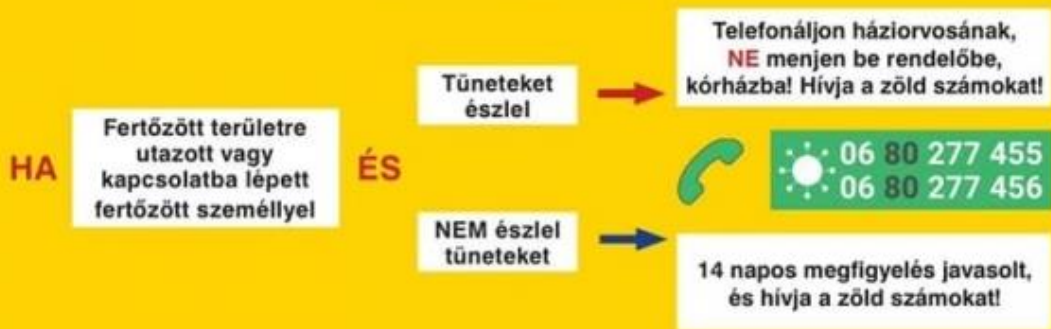 HA
Fertőzött területre
utazott vagy
kapcsolatba lépett
fertőzött személlyel
ÉS
Tüneteket
észlel
Telefonáljon háziorvosának,
NE menjen be rendelőbe,
kórházba! Hívja a zöld számokat!
06 80 277 455
06 80 277 456
NEM észlel
tüneteket
14 napos megfigyelés javasolt,
és hívja a zöld számokat!